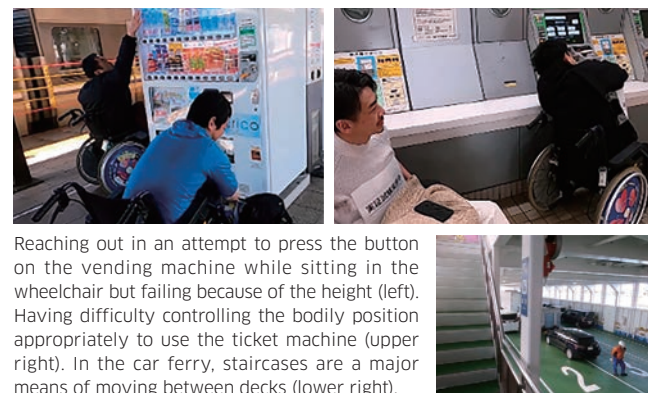 rico
Reaching out in an attempt to press the button
on the vending machine while sitting in the
wheelchair but failing because of the height (left).
Having difficulty controlling the bodily position
appropriately to use the ticket machine (upper
right). In the car ferry, staircases are a major
means of moving between decks (lower right).
2